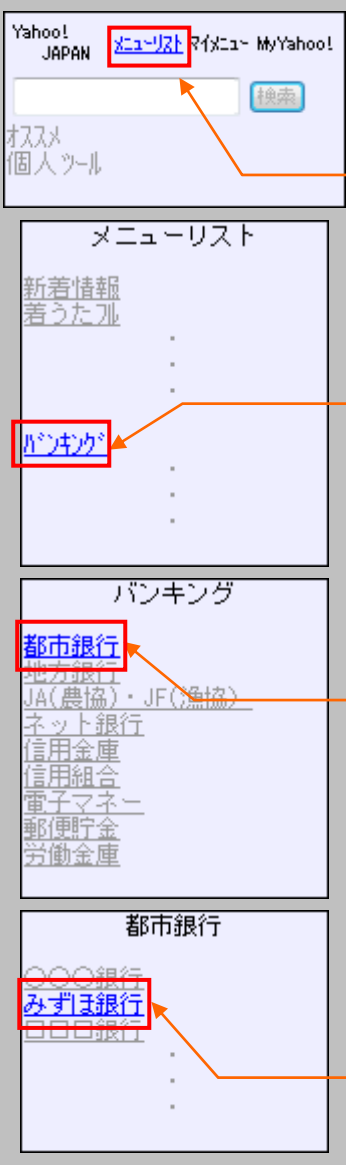 Yahoo!
JAPAN ﾒﾆｭｰﾘｽﾄ ﾏｲﾒﾆｭｰ MyYahoo!
検索
ｵｽｽﾒ
個人ﾂｰﾙ
メニューリスト
新着情報
着うたﾌﾙ
ﾊﾞﾝｷﾝｸﾞ
バンキング
都市銀行
地方銀行
JA(農協)・JF(漁協)
ネット銀行
信用金庫
信用組合
電子マネー
郵便貯金
労働金庫
都市銀行
○○○銀行
みずほ銀行
□□□銀行